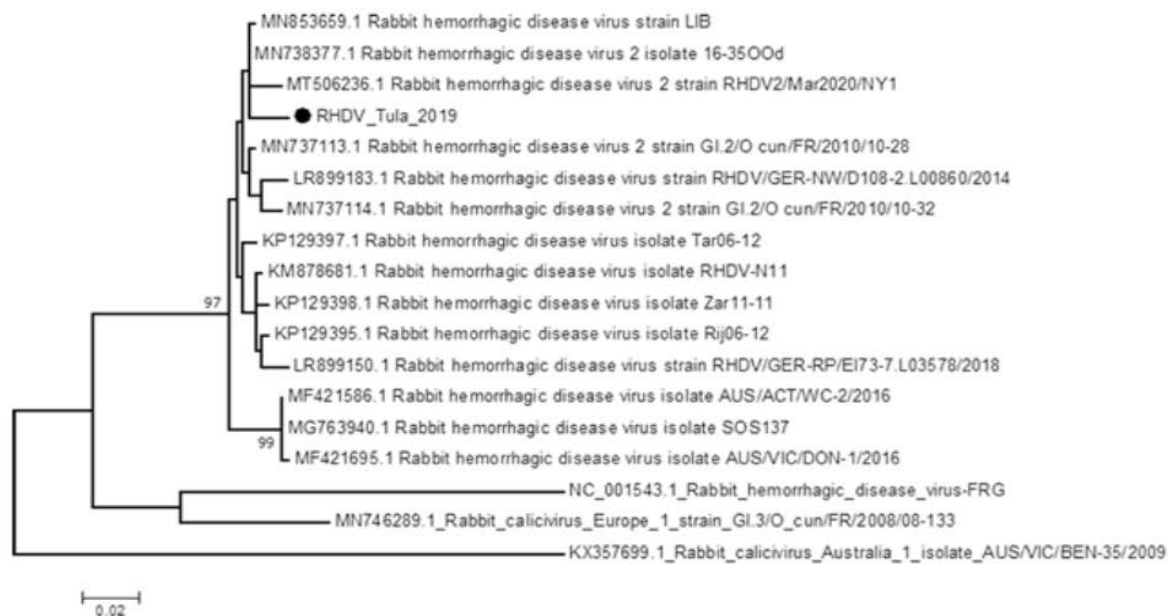 MN853659.1 Rabbit hemorrhagic disease virus strain LIB
MN738377.1 Rabbit hemorrhagic disease virus 2 isolate 16-35OOd
MT506236.1 Rabbit hemorrhagic disease virus 2 strain RHDV2/Mar2020/NY1
RHDV_Tula_2019
MN737113.1 Rabbit hemorrhagic disease virus 2 strain GI.2/O cun/FR/2010/10-28
LR899183.1 Rabbit hemorrhagic disease virus strain RHDV/GER-NW/D108-2.L00860/2014
MN737114.1 Rabbit hemorrhagic disease virus 2 strain GI.2/O cun/FR/2010/10-32
KP129397.1 Rabbit hemorrhagic disease virus isolate Tar06-12
KM878681.1 Rabbit hemorrhagic disease virus isolate RHDV-N11
97
KP129398.1 Rabbit hemorrhagic disease virus isolate Zar11-11
KP129395.1 Rabbit hemorrhagic disease virus isolate Rij06-12
LR899150.1 Rabbit hemorrhagic disease virus strain RHDV/GER-RP/EI73-7.L03578/2018
MF421586.1 Rabbit hemorrhagic disease virus isolate AUS/ACT/WC-2/2016
MG763940.1 Rabbit hemorrhagic disease virus isolate SOS137
99
MF421695.1 Rabbit hemorrhagic disease virus isolate AUS/VIC/DON-1/2016
NC_001543.1_Rabbit_hemorrhagic_disease_virus-FRG
MN746289.1_Rabbit_calicivirus_Europe_1_strain_GI.3/O_cun/FR/2008/08-133
KX357699.1_Rabbit_calicivirus_Australia_1_isolate_AUS/VIC/BEN-35/2009
0.02